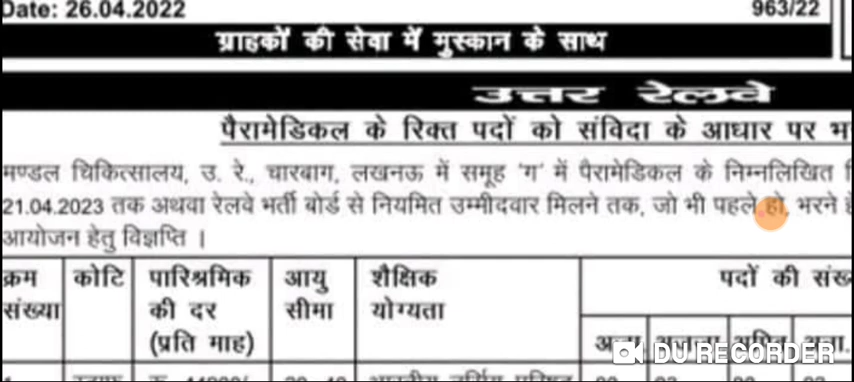 Date: 26.04.2022 963/22
ग्राहकों की सेवा में मुस्कान के साथ
उत्तर रेलवे
पैरामेडिकल के रिक्त पदों को संविदा के आधार पर
मण्डल चिकित्सालय, उ. रे., चारबाग, लखनऊ में समूह 'ग' में पैरामेडिकल के निम्नलिखित
21.04.2023 तक अथवा रेलवे भर्ती बोर्ड से नियमित उम्मीदवार मिलने तक, जो भी पहले हो, भरने
आयोजन हेतु विज्ञप्ति ।
क्रम संख्या
कोटि
पारिश्रमिक
की दर
(प्रति माह)
आयु
सीमा
शैक्षिक
योग्यता
पदों की
DU RECORDER